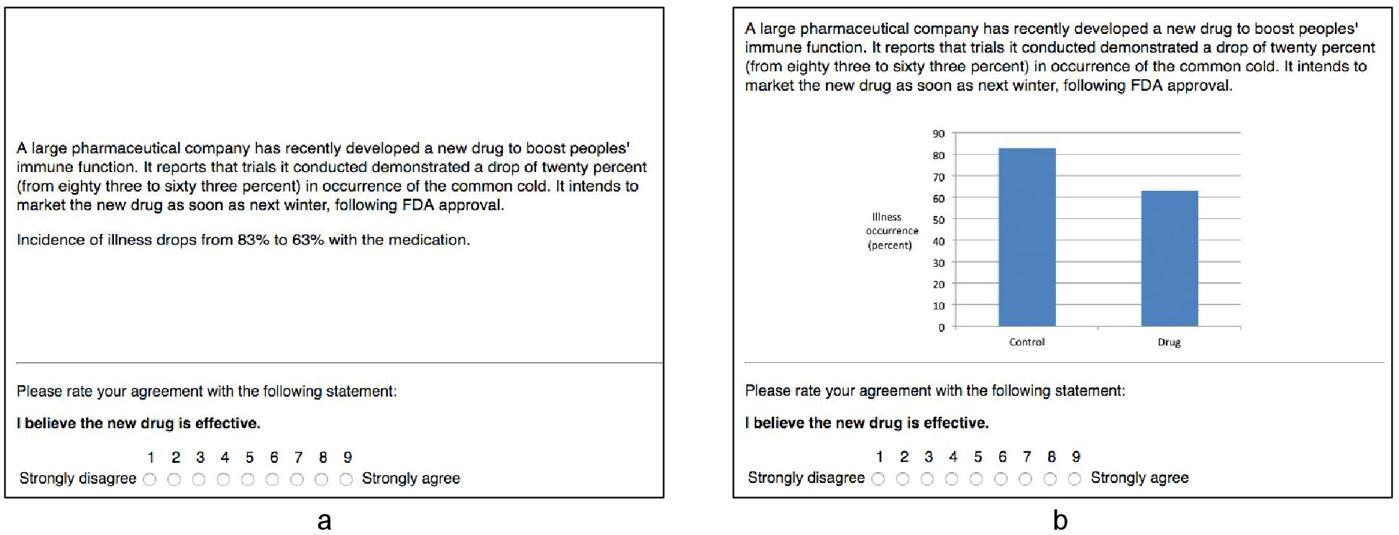 A large pharmaceutical company has recently developed a new drug to boost peoples'
immune function. It reports that trials it conducted demonstrated a drop of twenty percent
(from eighty three to sixty three percent) in occurrence of the common cold. It intends to
market the new drug as soon as next winter, following FDA approval.
Incidence of illness drops from 83% to 63% with the medication.
Please rate your agreement with the following statement:
I believe the new drug is effective.
1 2 3 4 5 6 7 8 9
Strongly disagree Strongly agree
a
A large pharmaceutical company has recently developed a new drug to boost peoples'
immune function. It reports that trials it conducted demonstrated a drop of twenty percent
(from eighty three to sixty three percent) in occurrence of the common cold. It intends to
market the new drug as soon as next winter, following FDA approval.
90
80
70
60
50
40
30
20
10
0
Illness
occurrence
(percent)
Control Drug
Please rate your agreement with the following statement:
I believe the new drug is effective.
1 2 3 4 5 6 7 8 9
Strongly disagree Strongly agree
b